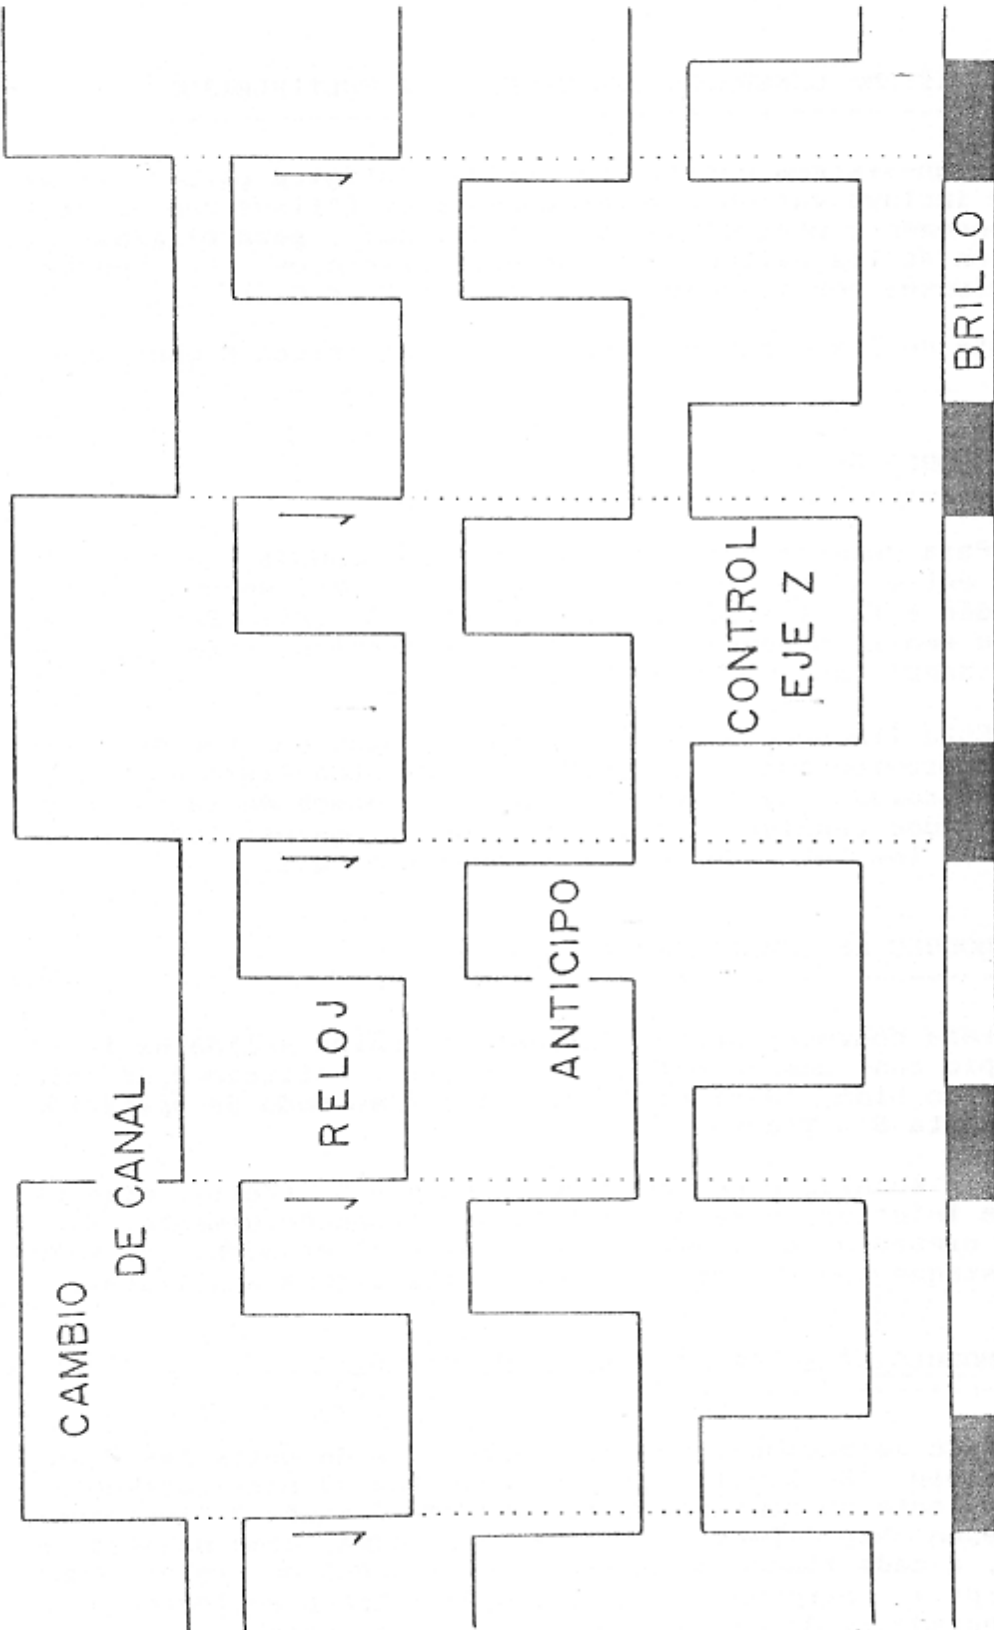 CAMBIO
DE CANAL
RELOJ
ANTICIPO
CONTROL
EJE Z
BRILLO